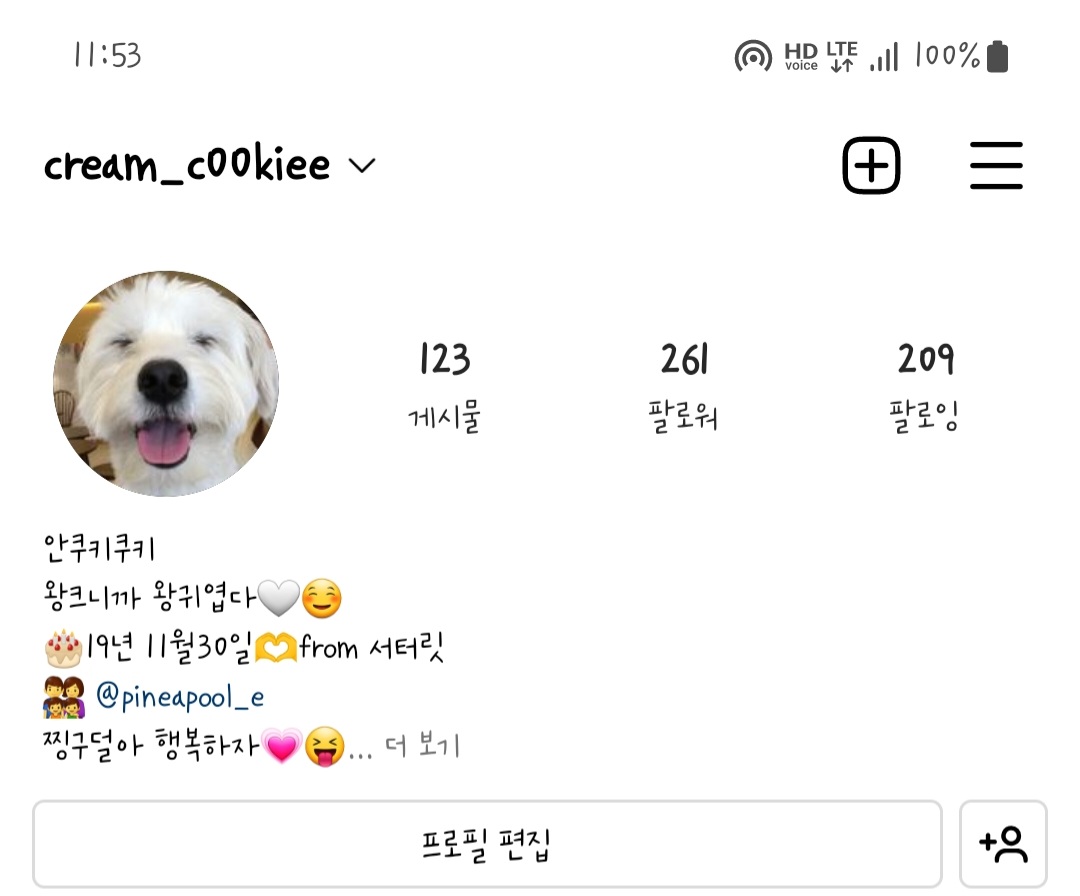 11:53 HD voice LTE 100%
cream_c00kiee
123 261 209
게시물 팔로워 팔로잉
안쿠키쿠키
왕크니까 왕귀엽다🤍☺️
🎂19년 11월30일🫶from 서터릿
👨‍👩‍👧‍👦 @pineapool_e
찡구덜아 행복하자💗😝... 더 보기
프로필 편집